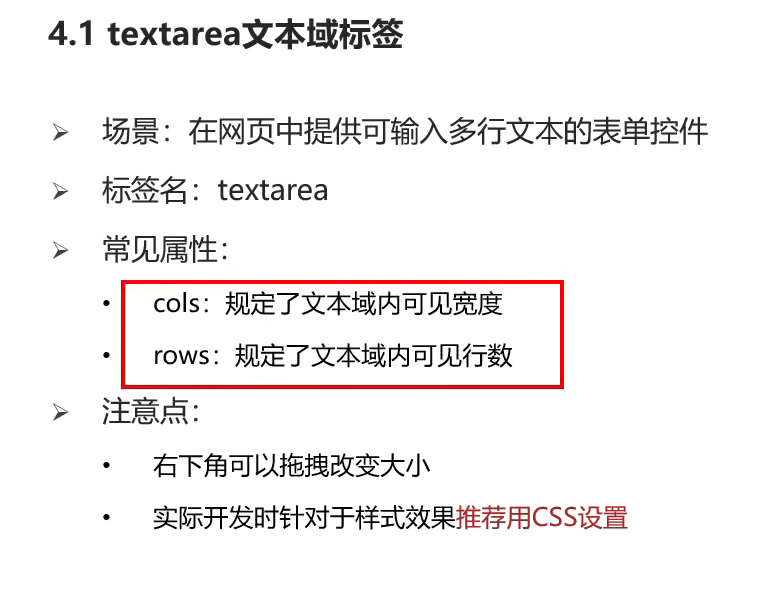 4.1 textarea文本域标签
场景：在网页中提供可输入多行文本的表单控件
标签名：textarea
常见属性：
cols：规定了文本域内可见宽度
rows：规定了文本域内可见行数
注意点：
右下角可以拖拽改变大小
实际开发时针对于样式效果推荐用CSS设置